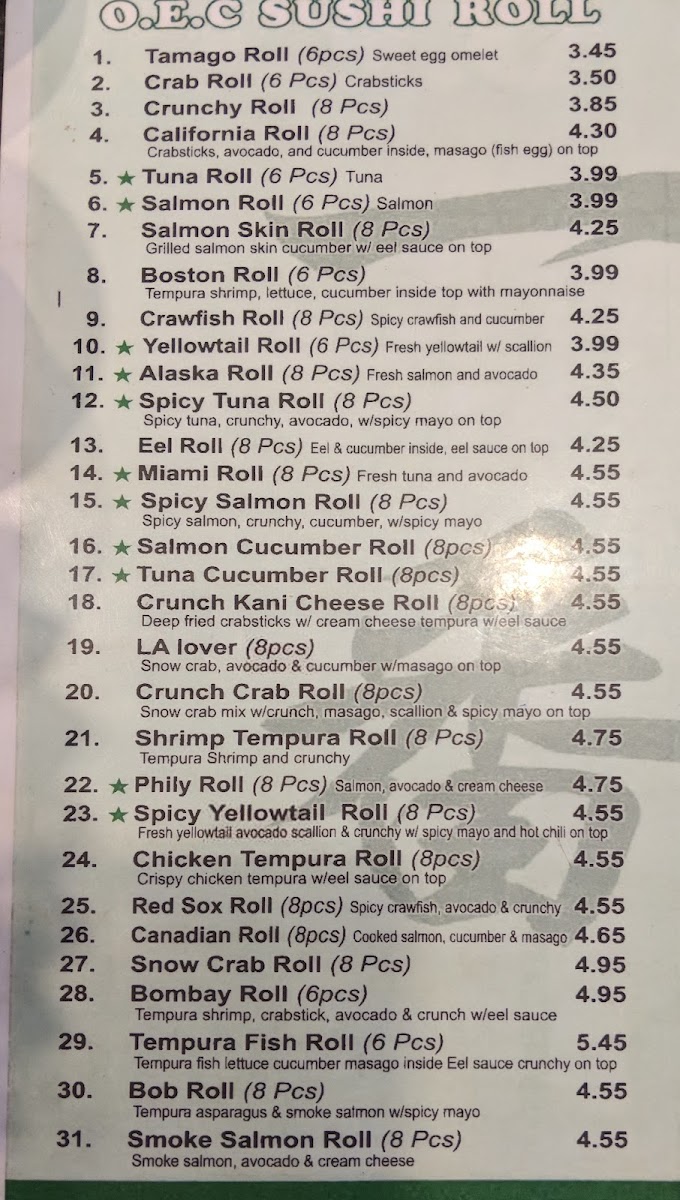 O.E.C SUSHI ROLL
1. Tamago Roll (6pcs) Sweet egg omelet 3.45
2. Crab Roll (6 Pcs) Crabsticks 3.50
3. Crunchy Roll (8 Pcs) 3.85
4. California Roll (8 Pcs) 4.30
Crabsticks, avocado, and cucumber inside, masago (fish egg) on top
5. ★ Tuna Roll (6 Pcs) Tuna 3.99
6. ★ Salmon Roll (6 Pcs) Salmon 3.99
7. Salmon Skin Roll (8 Pcs) 4.25
Grilled salmon skin cucumber w/ eel sauce on top
8. Boston Roll (6 Pcs) 3.99
Tempura shrimp, lettuce, cucumber inside top with mayonnaise
9. Crawfish Roll (8 Pcs) Spicy crawfish and cucumber 4.25
10. ★ Yellowtail Roll (6 Pcs) Fresh yellowtail w/ scallion 3.99
11. ★ Alaska Roll (8 Pcs) Fresh salmon and avocado 4.35
12. ★ Spicy Tuna Roll (8 Pcs) 4.50
Spicy tuna, crunchy, avocado, w/spicy mayo on top
13. Eel Roll (8 Pcs) Eel & cucumber inside, eel sauce on top 4.25
14. ★ Miami Roll (8 Pcs) Fresh tuna and avocado 4.55
15. ★ Spicy Salmon Roll (8 Pcs) 4.55
Spicy salmon, crunchy, cucumber, w/spicy mayo
16. ★ Salmon Cucumber Roll (8pcs) 4.55
17. ★ Tuna Cucumber Roll (8pcs) 4.55
18. Crunch Kani Cheese Roll (8pcs) 4.55
Deep fried crabsticks w/ cream cheese tempura w/eel sauce
19. LA lover (8pcs) 4.55
Snow crab, avocado & cucumber w/masago on top
20. Crunch Crab Roll (8pcs) 4.55
Snow crab mix w/crunch, masago, scallion & spicy mayo on top
21. Shrimp Tempura Roll (8 Pcs) 4.75
Tempura Shrimp and crunchy
22. ★ Phily Roll (8 Pcs) Salmon, avocado & cream cheese 4.75
23. ★ Spicy Yellowtail Roll (8 Pcs) 4.55
Fresh yellowtail avocado scallion & crunchy w/ spicy mayo and hot chili on top
24. Chicken Tempura Roll (8pcs) 4.55
Crispy chicken tempura w/eel sauce on top
25. Red Sox Roll (8pcs) Spicy crawfish, avocado & crunchy 4.55
26. Canadian Roll (8pcs) Cooked salmon, cucumber & masago 4.65
27. Snow Crab Roll (8 Pcs) 4.95
28. Bombay Roll (6pcs) 4.95
Tempura shrimp, crabstick, avocado & crunch w/eel sauce
29. Tempura Fish Roll (6 Pcs) 5.45
Tempura fish lettuce cucumber masago inside Eel sauce crunchy on top
30. Bob Roll (8 Pcs) 4.55
Tempura asparagus & smoke salmon w/spicy mayo
31. Smoke Salmon Roll (8 Pcs) 4.55
Smoke salmon, avocado & cream cheese